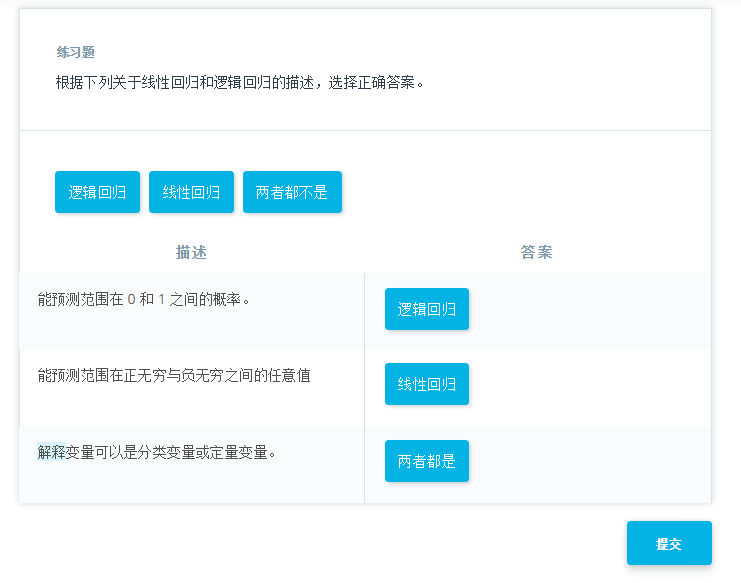 练习题
根据下列关于线性回归和逻辑回归的描述，选择正确答案。
逻辑回归 线性回归 两者都不是
描述 答案
能预测范围在 0 和 1 之间的概率。 逻辑回归
能预测范围在正无穷与负无穷之间的任意值 线性回归
解释变量可以是分类变量或定量变量。 两者都是
提交